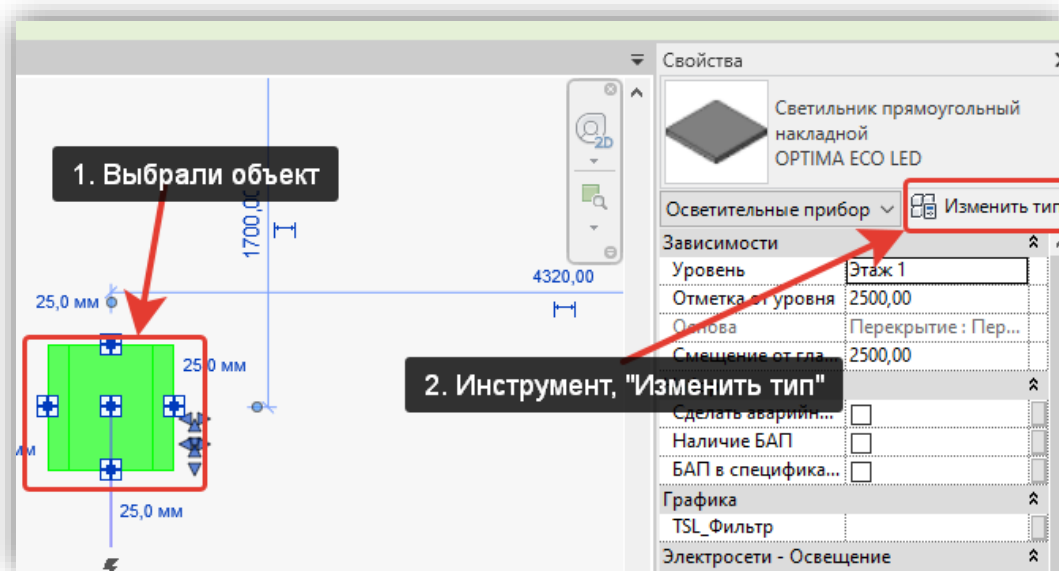 Свойства
Светильник прямоугольный
накладной
OPTIMA ECO LED
2D
1. Выбрали объект
1700,00
Осветительные прибор
Изменить тип
Зависимости
Уровень
Этаж 1
4320,00
25,0 мм
Отметка от уровня
2500,00
Основа
Перекрытие : Пер...
Смещение от гла...
2500,00
25,0 мм
2. Инструмент, "Изменить тип"
Сделать аварийн...
Наличие БАП
мм
БАП в специфика...
Графика
25,0 мм
TSL_Фильтр
Электросети - Освещение